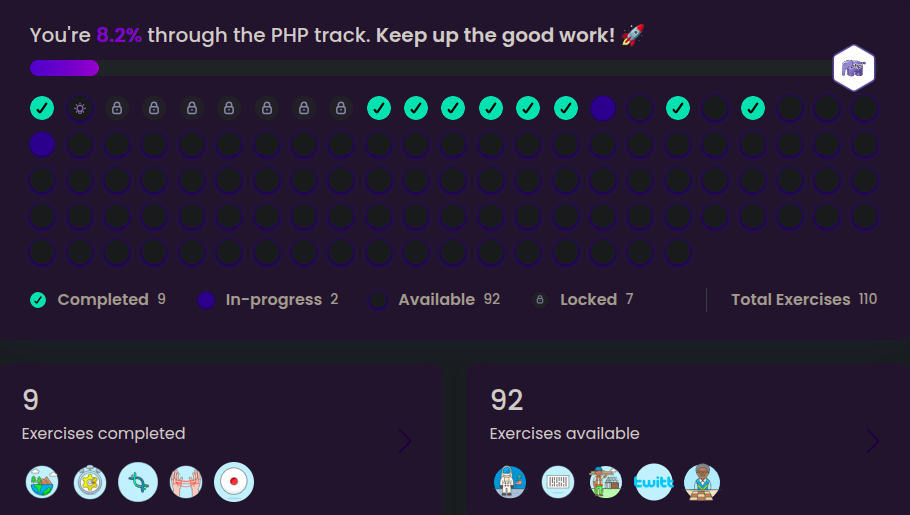 You're 8.2% through the PHP track. Keep up the good work! 🚀
Completed 9 In-progress 2 Available 92 Locked 7 Total Exercises 110
9
Exercises completed
92
Exercises available
twitt